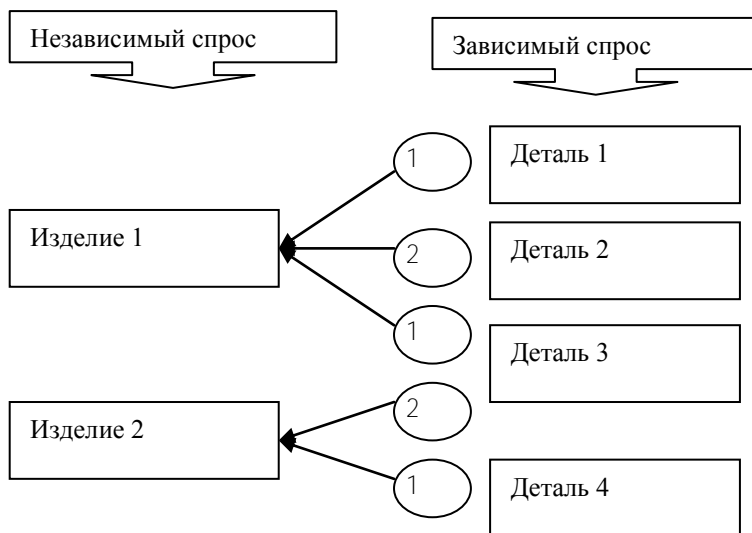 Независимый спрос
Зависимый спрос
1
Деталь 1
Изделие 1
2
Деталь 2
1
Деталь 3
2
Изделие 2
1
Деталь 4